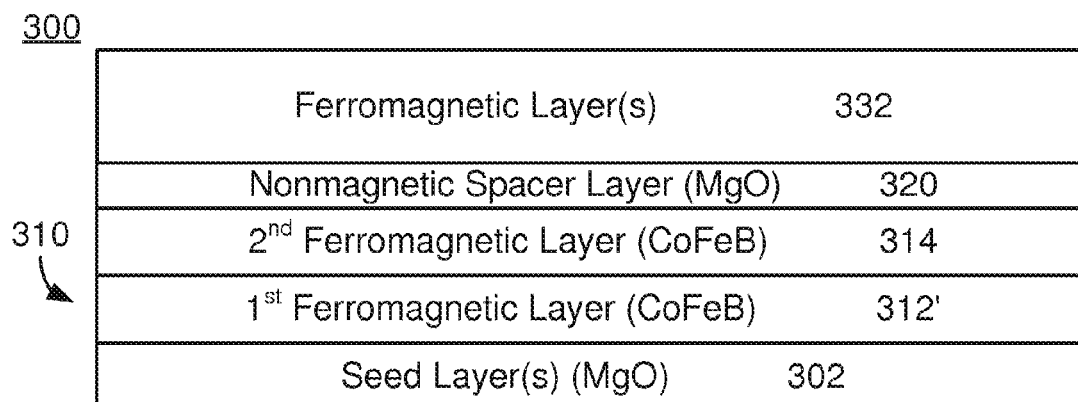 300
Ferromagnetic Layer(s) 332
Nonmagnetic Spacer Layer (MgO) 320
310
2nd Ferromagnetic Layer (CoFeB) 314
1st Ferromagnetic Layer (CoFeB) 312'
Seed Layer(s) (MgO) 302